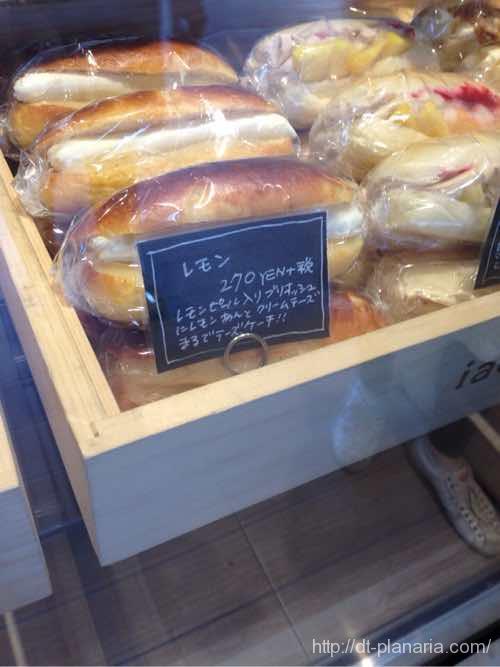 レモン
270 YEN+税
レモンピール入りブリオッシュ
にレモンあんとクリームチーズ
まるでチーズケーキ!!
http://dt-planaria.com/